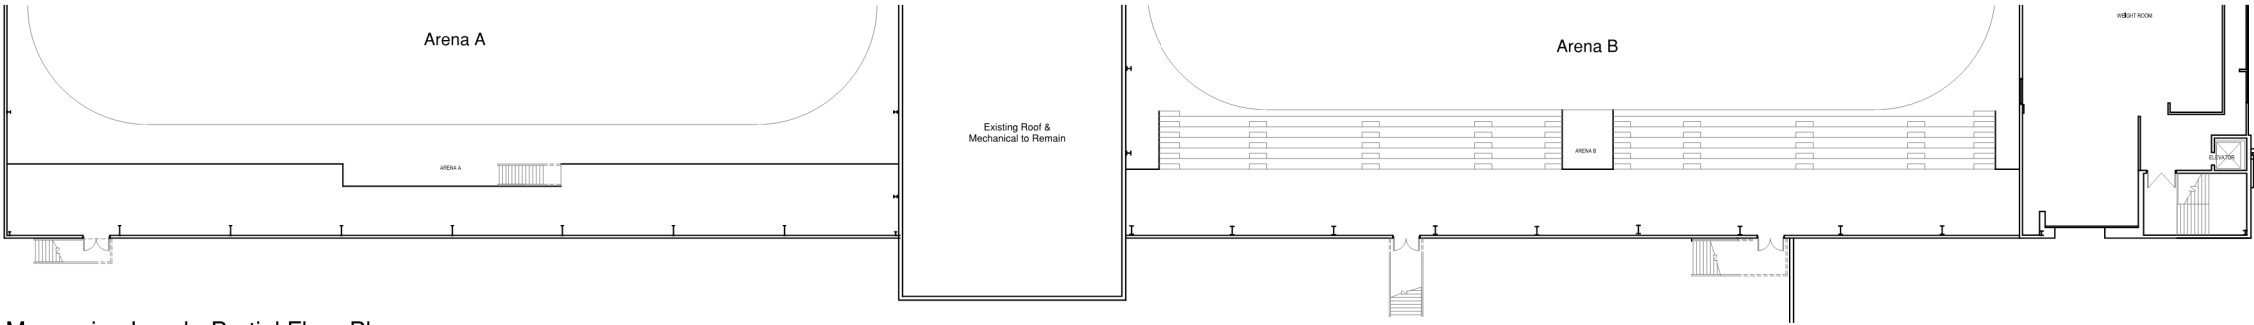 Arena A
Arena B
WEIGHT ROOM
Existing Roof &
Mechanical to Remain
ARENA A
ARENA B
ELEVATOR